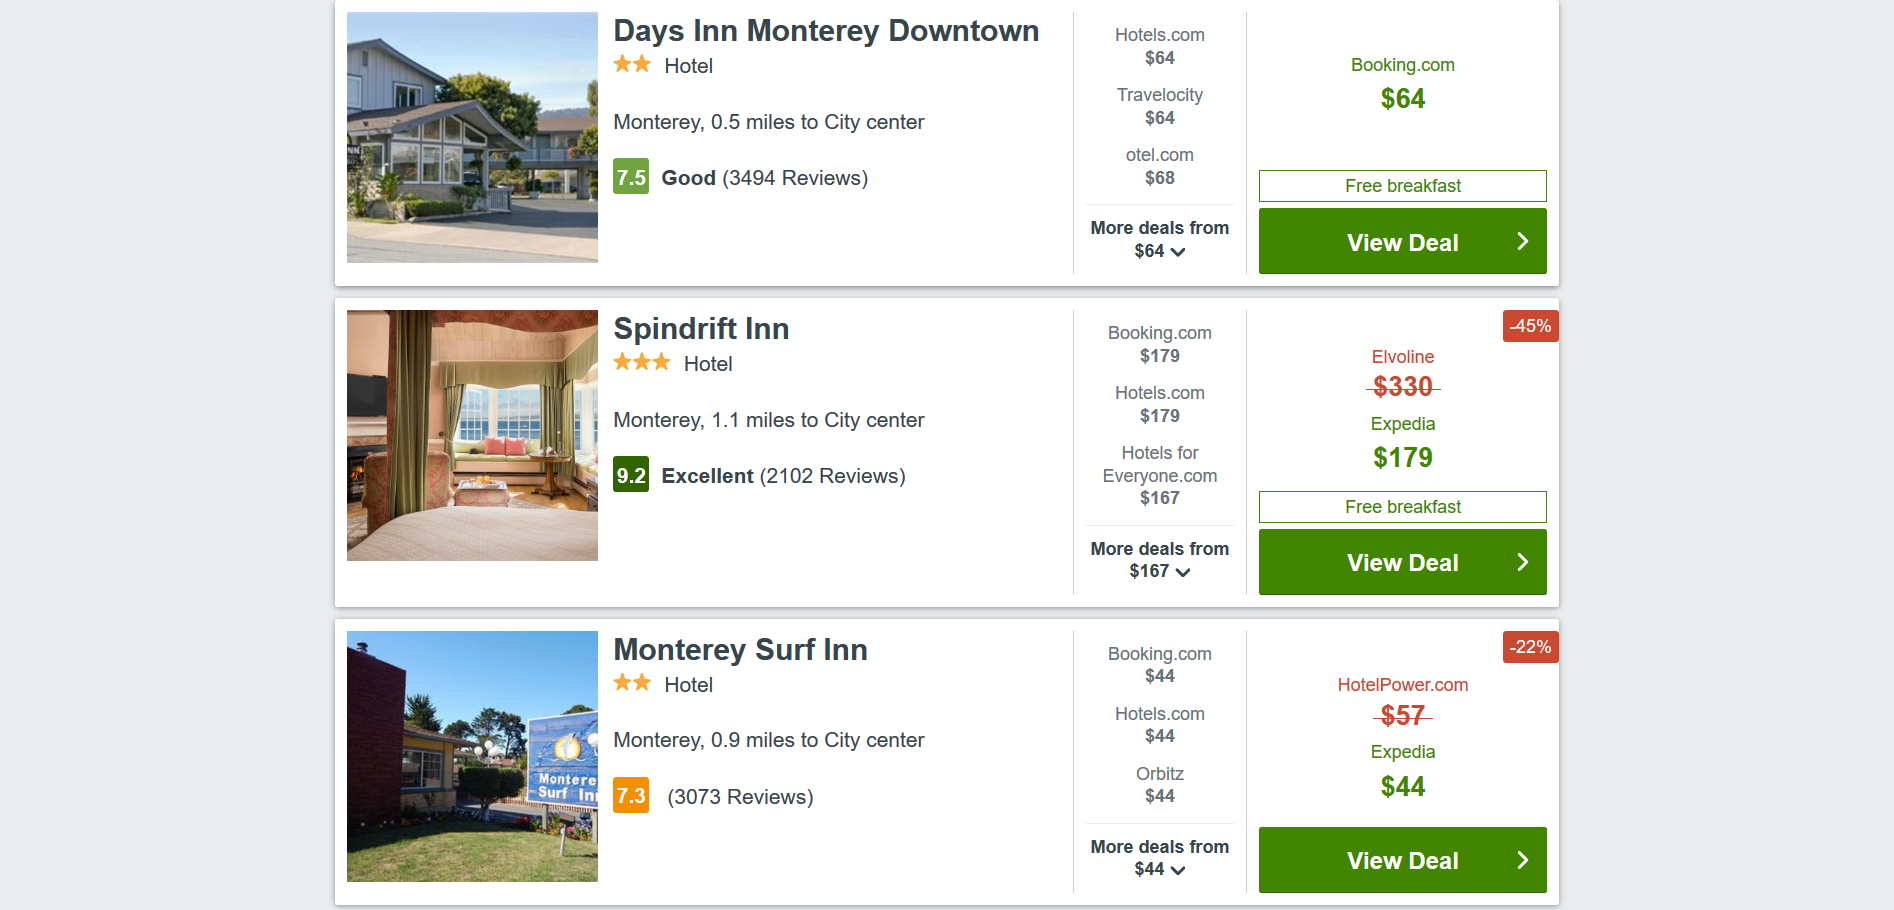 Days Inn Monterey Downtown
Hotel
Monterey, 0.5 miles to City center
7.5 Good (3494 Reviews)
Hotels.com
$64
Travelocity
$64
otel.com
$68
More deals from
$64
Booking.com
$64
Free breakfast
View Deal
Spindrift Inn
Hotel
Monterey, 1.1 miles to City center
9.2 Excellent (2102 Reviews)
Booking.com
$179
Hotels.com
$179
Hotels for
Everyone.com
$167
More deals from
$167
-45%
Elvoline
$330
Expedia
$179
Free breakfast
View Deal
Monterey Surf Inn
Hotel
Monterey, 0.9 miles to City center
7.3 (3073 Reviews)
Montere
Surf In
Booking.com
$44
Hotels.com
$44
Orbitz
$44
More deals from
$44
-22%
HotelPower.com
$57
Expedia
$44
View Deal